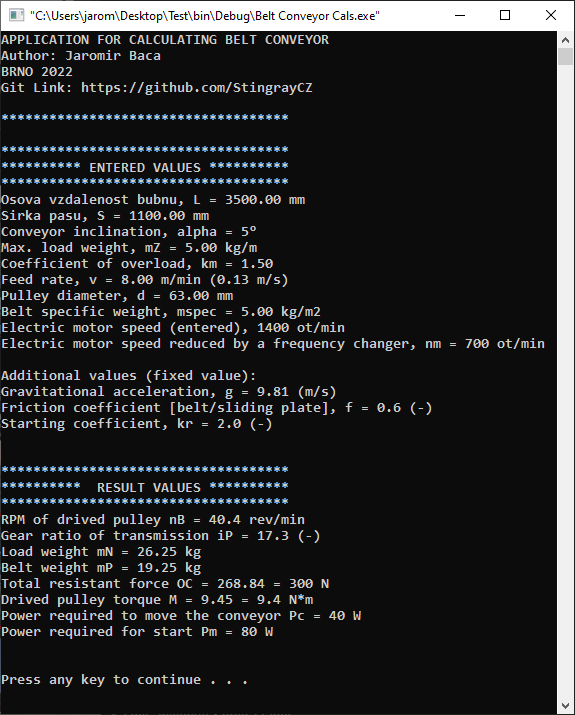 "C:\Users\jarom\Desktop\Test\bin\Debug\Belt Conveyor Cals.exe"
APPLICATION FOR CALCULATING BELT CONVEYOR
Author: Jaromir Baca
BRNO 2022
Git Link: https://github.com/StingrayCZ
************************************
************************************
********** ENTERED VALUES **********
************************************
Osova vzdalenost bubnu, L = 3500.00 mm
Sirka pasu, S = 1100.00 mm
Conveyor inclination, alpha = 5°
Max. load weight, mZ = 5.00 kg/m
Coefficient of overload, km = 1.50
Feed rate, v = 8.00 m/min (0.13 m/s)
Pulley diameter, d = 63.00 mm
Belt specific weight, mspec = 5.00 kg/m2
Electric motor speed (entered), 1400 ot/min
Electric motor speed reduced by a frequency changer, nm = 700 ot/min
Additional values (fixed value):
Gravitational acceleration, g = 9.81 (m/s)
Friction coefficient [belt/sliding plate], f = 0.6 (-)
Starting coefficient, kr = 2.0 (-)
************************************
**********  RESULT VALUES **********
************************************
RPM of drived pulley nB = 40.4 rev/min
Gear ratio of transmission iP = 17.3 (-)
Load weight mN = 26.25 kg
Belt weight mP = 19.25 kg
Total resistant force OC = 268.84 = 300 N
Drived pulley torque M = 9.45 = 9.4 N*m
Power required to move the conveyor Pc = 40 W
Power required for start Pm = 80 W
Press any key to continue . . .